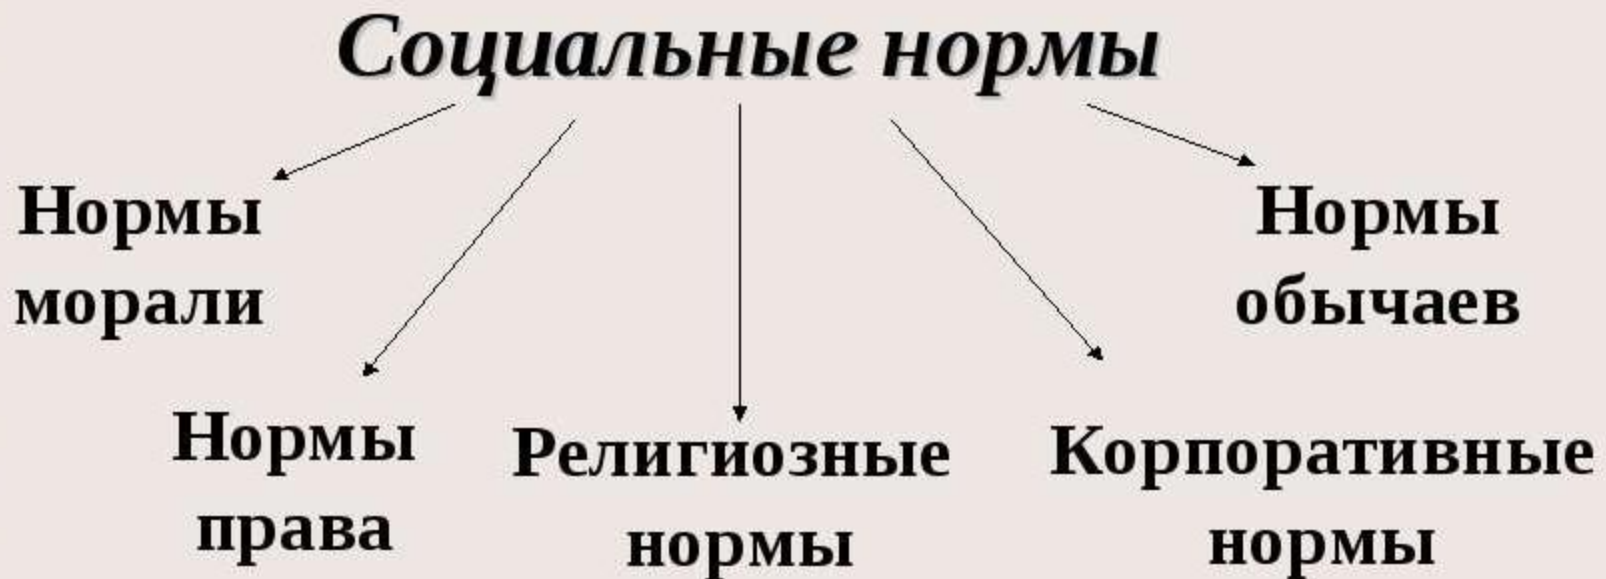 Социальные нормы
Нормы
морали
Нормы
обычаев
Нормы
права
Религиозные
нормы
Корпоративные
нормы